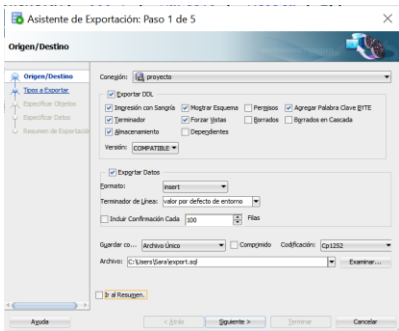 Asistente de Exportación: Paso 1 de 5
Origen/Destino
Origen/Destino
Tipos a Exportar
Especificar Objetos
Especificar Datos
Resumen de Exportació
Conexión: proyecto
Exportar DDL
Impresión con Sangría Mostrar Esquema Permisos Agregar Palabra Clave BYTE
Terminador Forzar Vistas Borrados Borrados en Cascada
Almacenamiento Dependientes
Versión: COMPATIBLE
Exportar Datos
Formato: insert
Terminador de Línea: valor por defecto de entorno
Incluir Confirmación Cada 100 Filas
Guardar co... Archivo Único Comprimido Codificación: Cp1252
Archivo: C:\Users\Sara\export.sql Examinar...
Ir al Resumen.
Ayuda < Atrás Siguiente > Terminar Cancelar